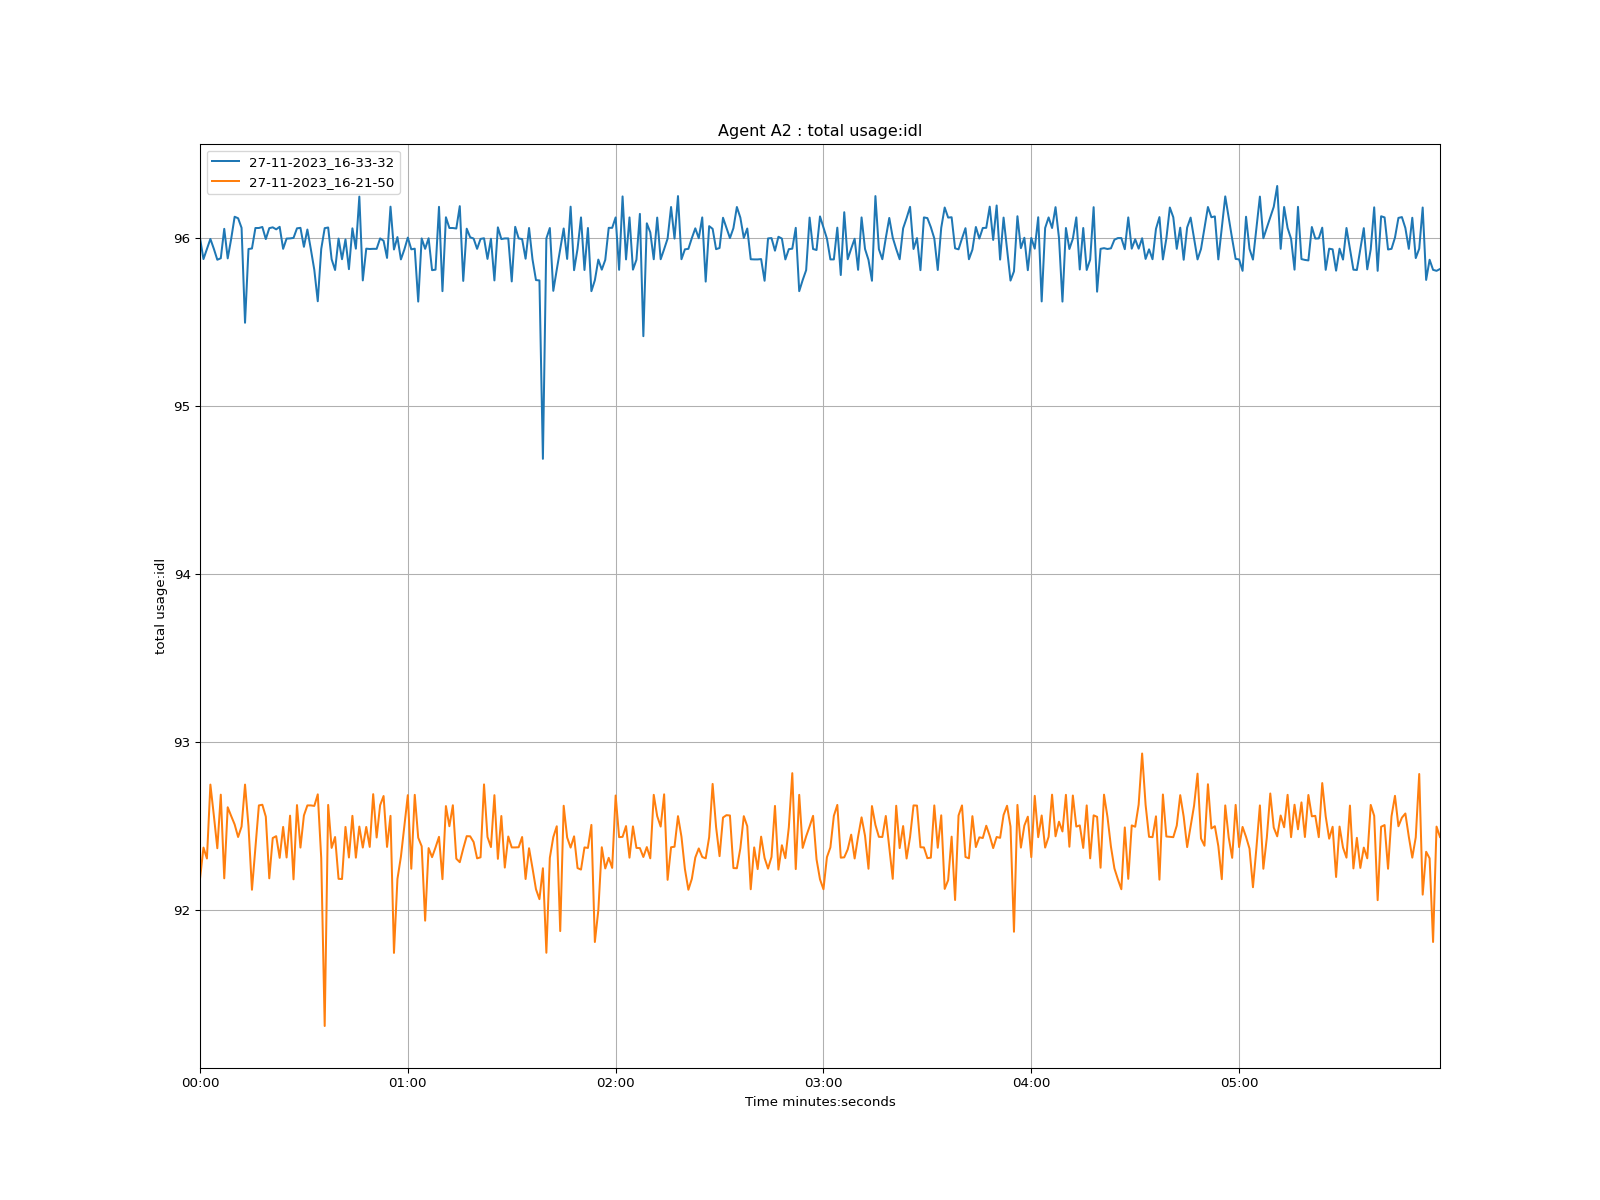 Agent A2 : total usage:idl
27-11-2023_16-33-32
27-11-2023_16-21-50
96
95
94
93
92
total usage:idl
00:00 01:00 02:00 03:00 04:00 05:00
Time minutes:seconds